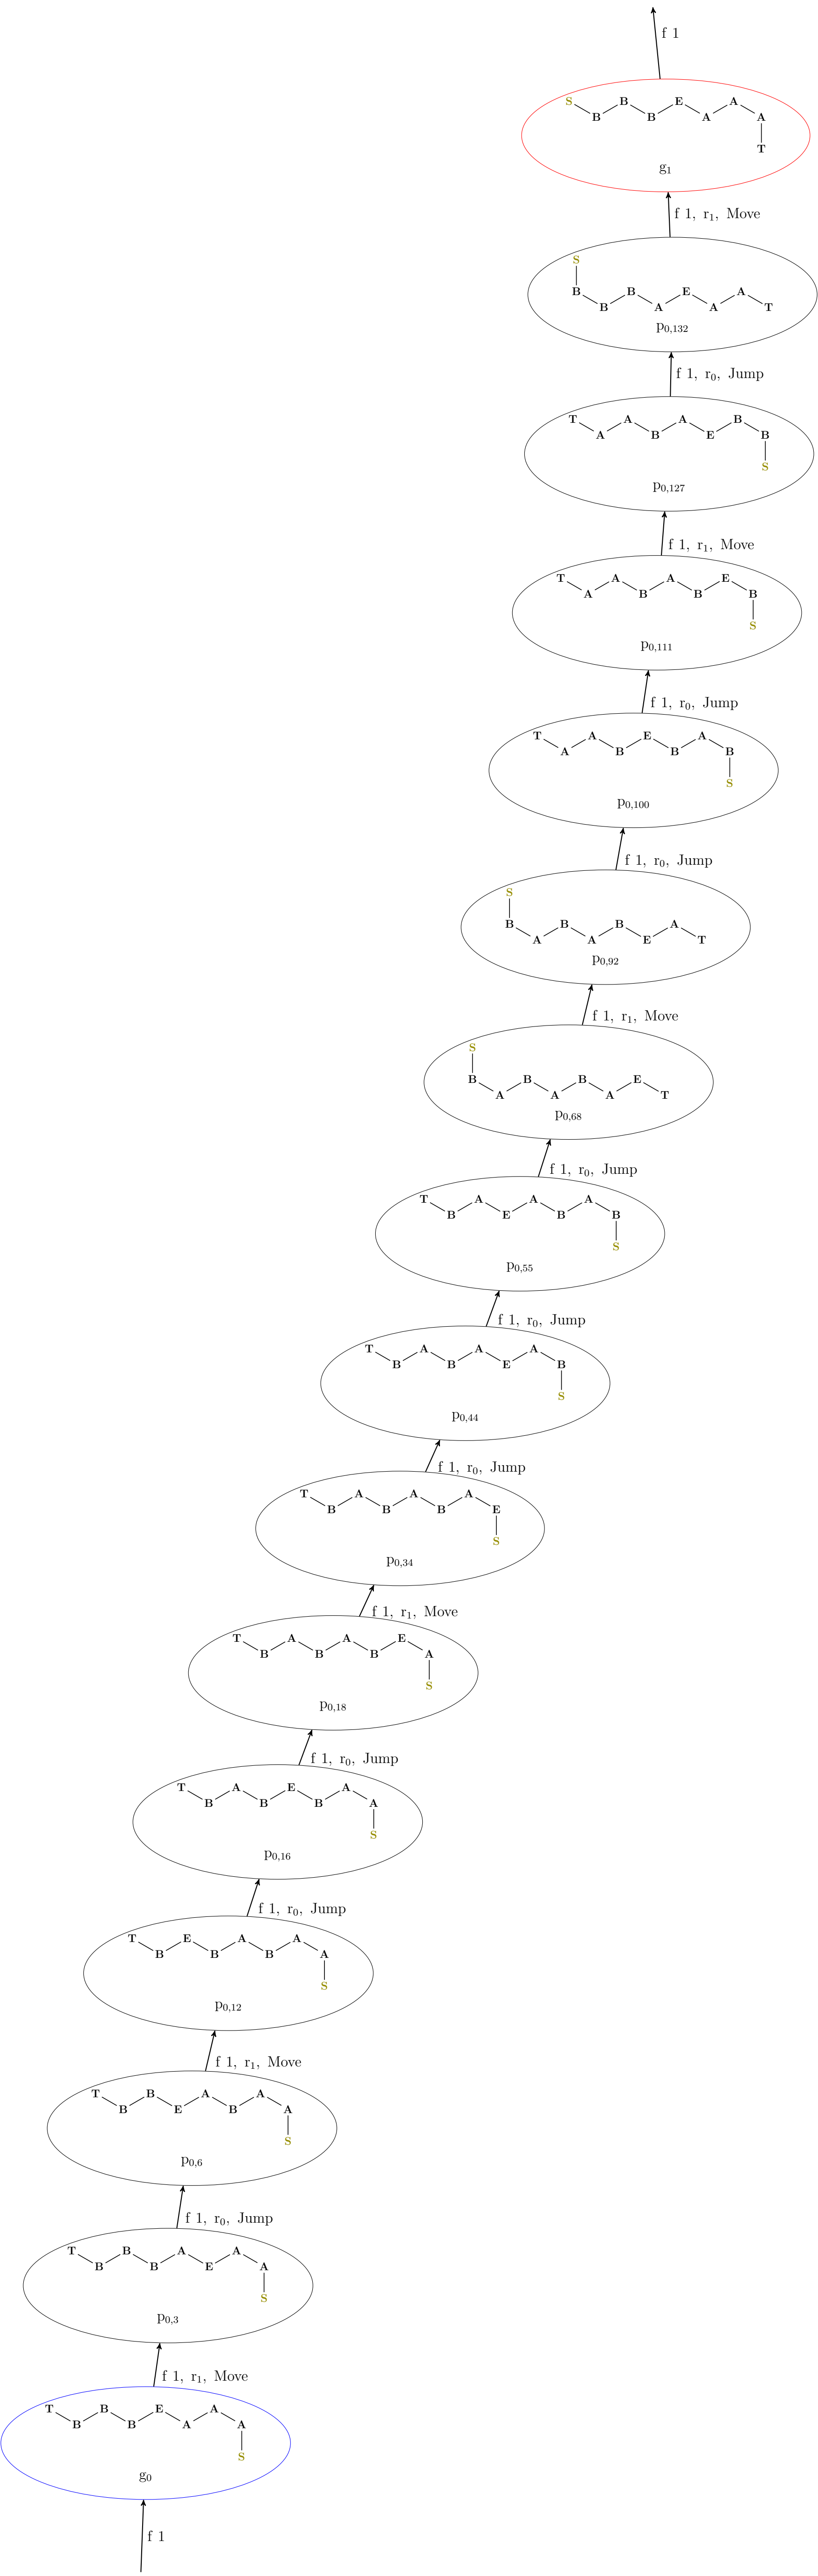 f 1
S B E A
B B A A
T
g₁
f 1, r₁, Move
S
B B E A
B A A T
p₀,₁₃₂
f 1, r₀, Jump
T A A B
A B E B
S
p₀,₁₂₇
f 1, r₁, Move
T A A E
A B B B
S
p₀,₁₁₁
f 1, r₀, Jump
T A E A
A B B B
S
p₀,₁₀₀
f 1, r₀, Jump
S
B B B A
A A E T
p₀,₉₂
f 1, r₁, Move
S
B B B E
A A A T
p₀,₆₈
f 1, r₀, Jump
T A A A
B E B B
S
p₀,₅₅
f 1, r₀, Jump
T A A A
B B E B
S
p₀,₄₄
f 1, r₀, Jump
T A A A
B B B E
S
p₀,₃₄
f 1, r₁, Move
T A A E
B B B A
S
p₀,₁₈
f 1, r₀, Jump
T A E A
B B B A
S
p₀,₁₆
f 1, r₀, Jump
T E A A
B B B A
S
p₀,₁₂
f 1, r₁, Move
T B A A
B E B A
S
p₀,₆
f 1, r₀, Jump
T B A A
B B E A
S
p₀,₃
f 1, r₁, Move
T B E A
B B A A
S
g₀
f 1